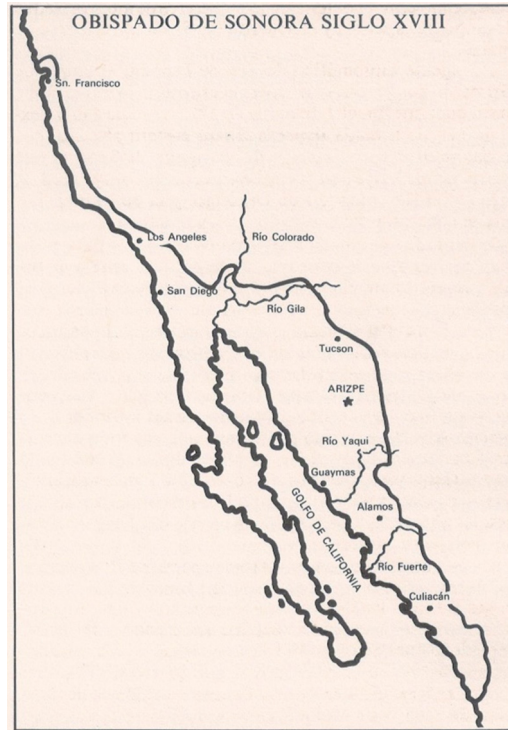 OBISPADO DE SONORA SIGLO XVIII
Sn. Francisco
Los Angeles
Río Colorado
San Diego
Río Gila
Tucson
ARIZPE
Río Yaqui
Guaymas
GOLFO DE CALIFORNIA
Alamos
Río Fuerte
Culiacán